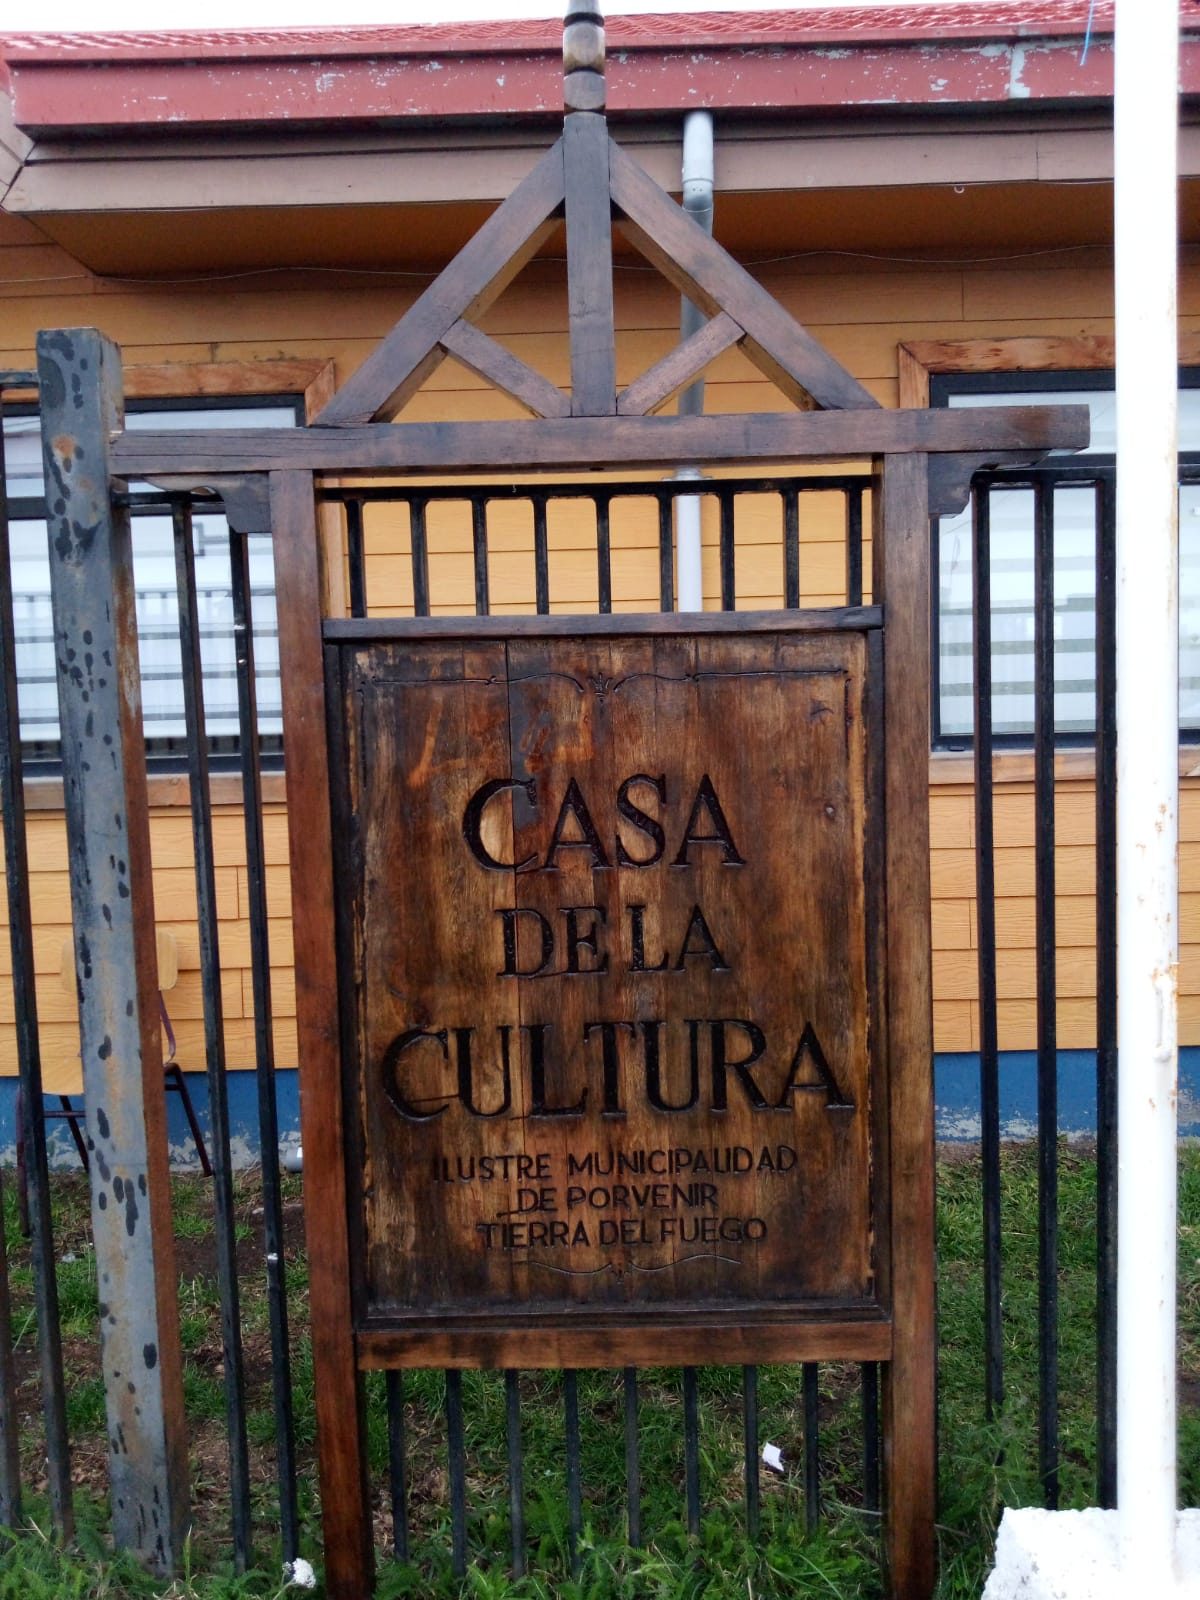 CASA
DE LA
CULTURA
ILUSTRE MUNICIPALIDAD
DE PORVENIR
TIERRA DEL FUEGO